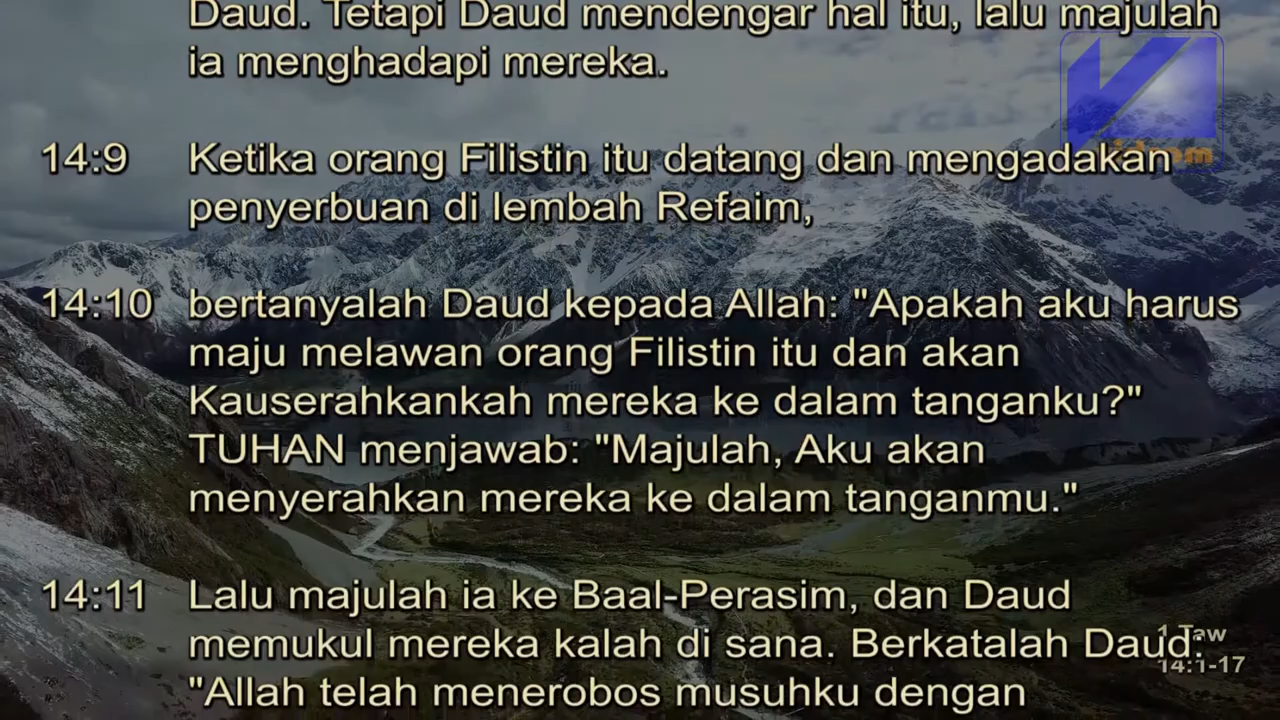 Daud. Tetapi Daud mendengar hal itu, lalu majulah
ia menghadapi mereka.
14:9 Ketika orang Filistin itu datang dan mengadakan
penyerbuan di lembah Refaim,
14:10 bertanyalah Daud kepada Allah: "Apakah aku harus
maju melawan orang Filistin itu dan akan
Kauserahkankah mereka ke dalam tanganku?"
TUHAN menjawab: "Majulah, Aku akan
menyerahkan mereka ke dalam tanganmu."
14:11 Lalu majulah ia ke Baal-Perasim, dan Daud
memukul mereka kalah di sana. Berkatalah Daud:
"Allah telah menerobos musuhku dengan
1 Taw
14:1-17